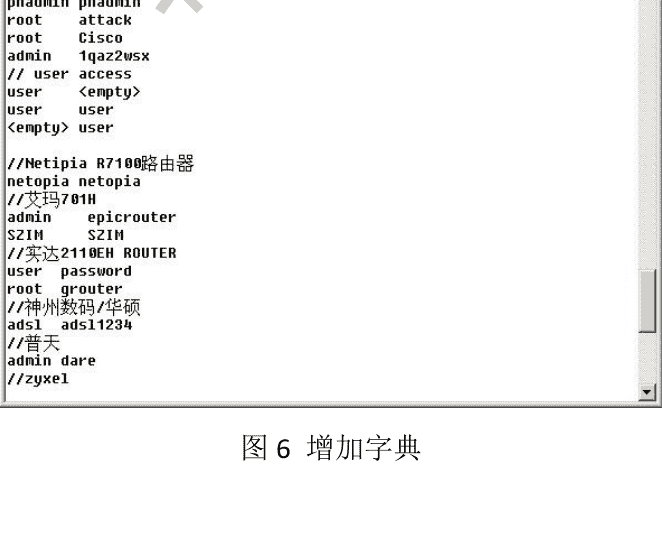 phadmin phadmin
root    attack
root    Cisco
admin   1qaz2wsx
// user access
user    <empty>
user    user
<empty> user
//Netipia R7100路由器
netopia netopia
//艾玛701H
admin    epicrouter
SZIM     SZIM
//实达2110EH ROUTER
user  password
root  grouter
//神州数码/华硕
adsl  adsl1234
//普天
admin dare
//zyxel
图 6 增加字典